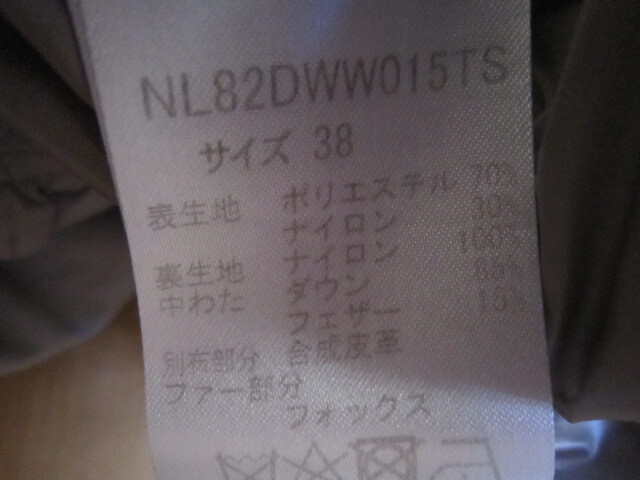 NL82DWW015TS
サイズ 38
表生地 ポリエステル 70%
ナイロン 30%
裏生地 ナイロン 100%
中わた ダウン 85%
フェザー 15%
別布部分 合成皮革
ファー部分
フォックス